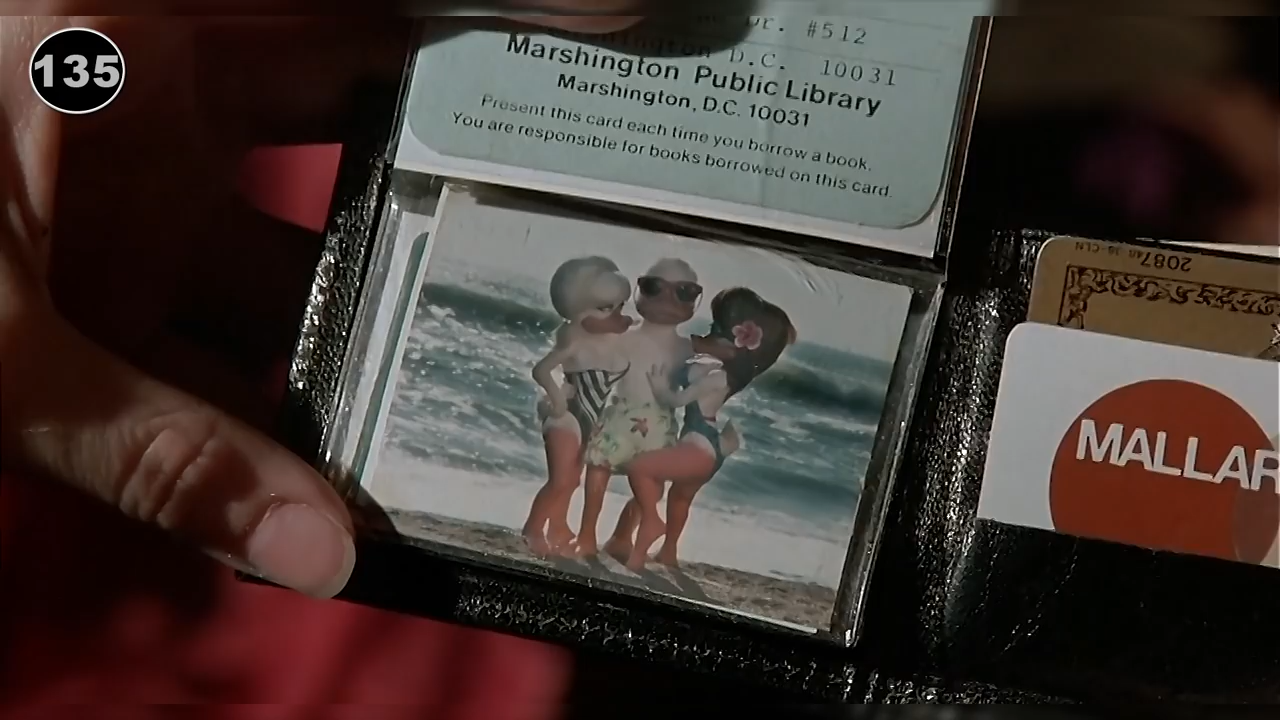 135
Dr. #512
D.C. 10031
Marshington Public Library
Marshington, D.C. 10031
Present this card each time you borrow a book.
You are responsible for books borrowed on this card.
2087
MALLAR